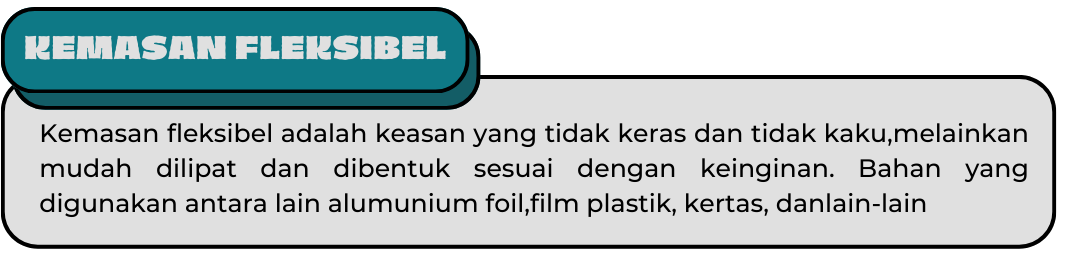 KEMASAN FLEKSIBEL
Kemasan fleksibel adalah keasan yang tidak keras dan tidak kaku,melainkan
mudah dilipat dan dibentuk sesuai dengan keinginan. Bahan yang
digunakan antara lain alumunium foil,film plastik, kertas, danlain-lain